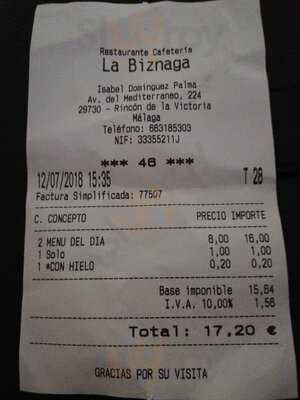 Restaurante Cafeteria
La Biznaga
Isabel Dominguez Palma
Av. del Mediterraneo, 224
29730 - Rincón de la Victoria
Málaga
Teléfono: 663185303
NIF: 33355211J
*** 46 ***
12/07/2018 15:35 T 28
Factura Simplificada: 77507
C. CONCEPTO PRECIO IMPORTE
2 MENU DEL DIA 8,00 16,00
1 Solo 1,00 1,00
1 *CON HIELO 0,20 0,20
Base imponible 15,64
I.V.A. 10,00% 1,56
Total: 17,20 €
GRACIAS POR SU VISITA